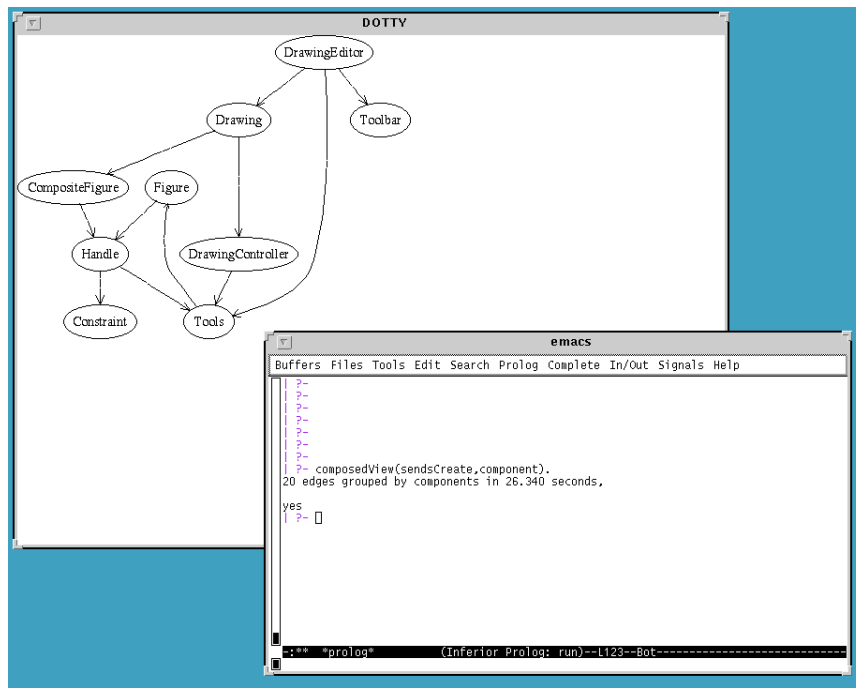 DOTTY
DrawingEditor
Drawing
Toolbar
CompositeFigure
Figure
Handle
DrawingController
Constraint
Tools
emacs
Buffers Files Tools Edit Search Prolog Complete In/Out Signals Help
| ?-
| ?-
| ?-
| ?-
| ?-
| ?-
| ?-
| ?- composedView(sendsCreate,component).
20 edges grouped by components in 26.340 seconds,
yes
| ?-
-:** *prolog* (Inferior Prolog: run)--L123--Bot----------------------------